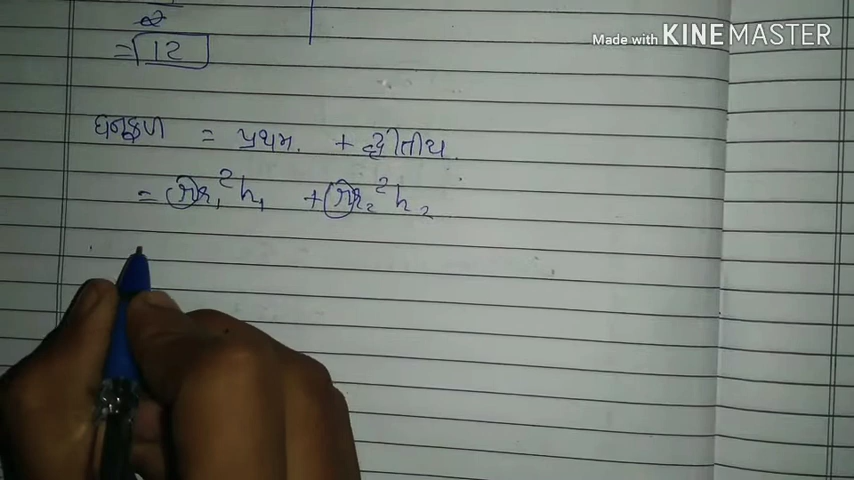 Made with KINEMASTER
= 12
ઘનફળ = પ્રથમ. + દ્વીતીય.
= πr₁²h₁ + πr₂²h₂